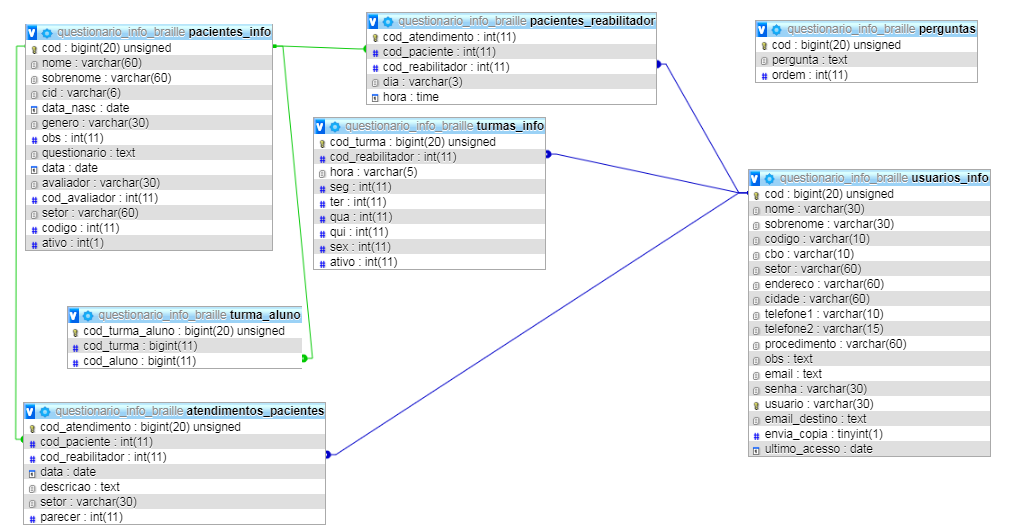 questionario_info_braille pacientes_info
cod : bigint(20) unsigned
nome : varchar(60)
sobrenome : varchar(60)
cid : varchar(6)
data_nasc : date
genero : varchar(30)
obs : int(11)
questionario : text
data : date
avaliador : varchar(30)
cod_avaliador : int(11)
setor : varchar(60)
codigo : int(11)
ativo : int(1)
questionario_info_braille pacientes_reabilitador
cod_atendimento : int(11)
cod_paciente : int(11)
cod_reabilitador : int(11)
dia : varchar(3)
hora : time
questionario_info_braille perguntas
cod : bigint(20) unsigned
pergunta : text
ordem : int(11)
questionario_info_braille turmas_info
cod_turma : bigint(20) unsigned
cod_reabilitador : int(11)
hora : varchar(5)
seg : int(11)
ter : int(11)
qua : int(11)
qui : int(11)
sex : int(11)
ativo : int(11)
questionario_info_braille usuarios_info
cod : bigint(20) unsigned
nome : varchar(30)
sobrenome : varchar(30)
codigo : varchar(10)
cbo : varchar(10)
setor : varchar(60)
endereco : varchar(60)
cidade : varchar(60)
telefone1 : varchar(10)
telefone2 : varchar(15)
procedimento : varchar(60)
obs : text
email : text
senha : varchar(30)
usuario : varchar(30)
email_destino : text
envia_copia : tinyint(1)
ultimo_acesso : date
questionario_info_braille turma_aluno
cod_turma_aluno : bigint(20) unsigned
cod_turma : bigint(11)
cod_aluno : bigint(11)
questionario_info_braille atendimentos_pacientes
cod_atendimento : bigint(20) unsigned
cod_paciente : int(11)
cod_reabilitador : int(11)
data : date
descricao : text
setor : varchar(30)
parecer : int(11)